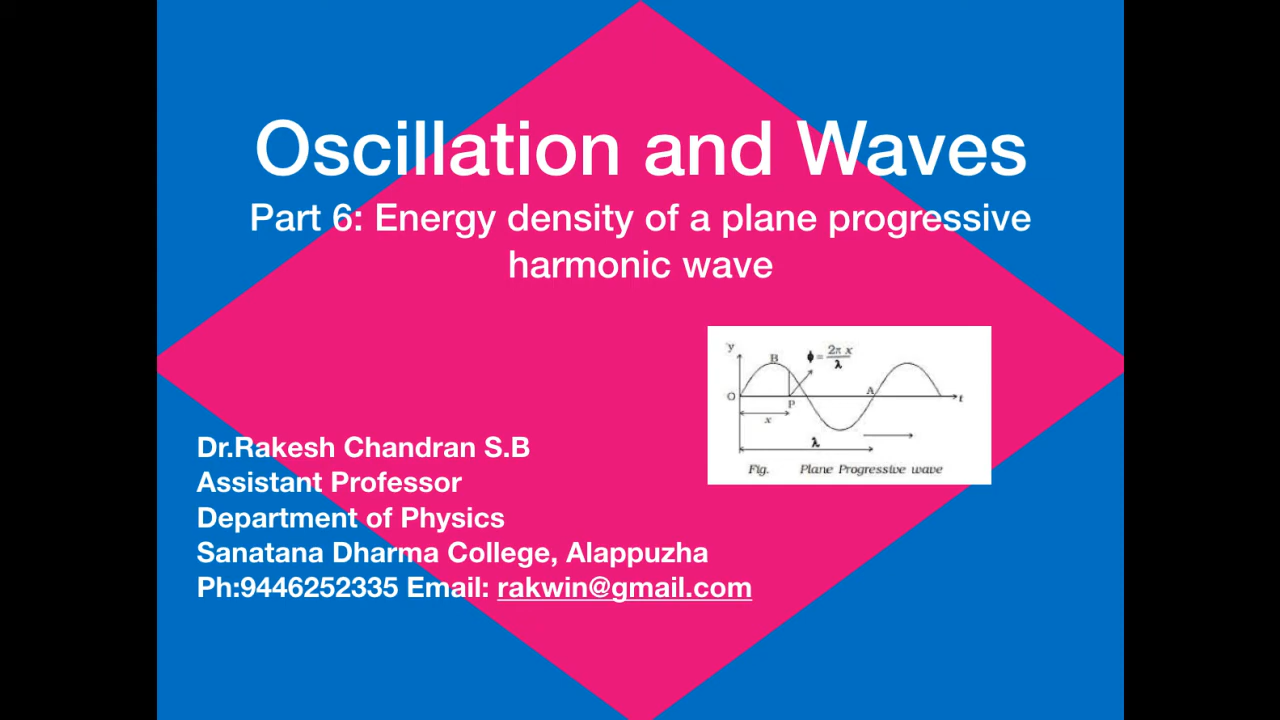 Oscillation and Waves
Part 6: Energy density of a plane progressive
harmonic wave
y
B
ϕ = 2π x / λ
O
P
A
t
x
λ
Fig. Plane Progressive wave
Dr.Rakesh Chandran S.B
Assistant Professor
Department of Physics
Sanatana Dharma College, Alappuzha
Ph:9446252335 Email: rakwin@gmail.com